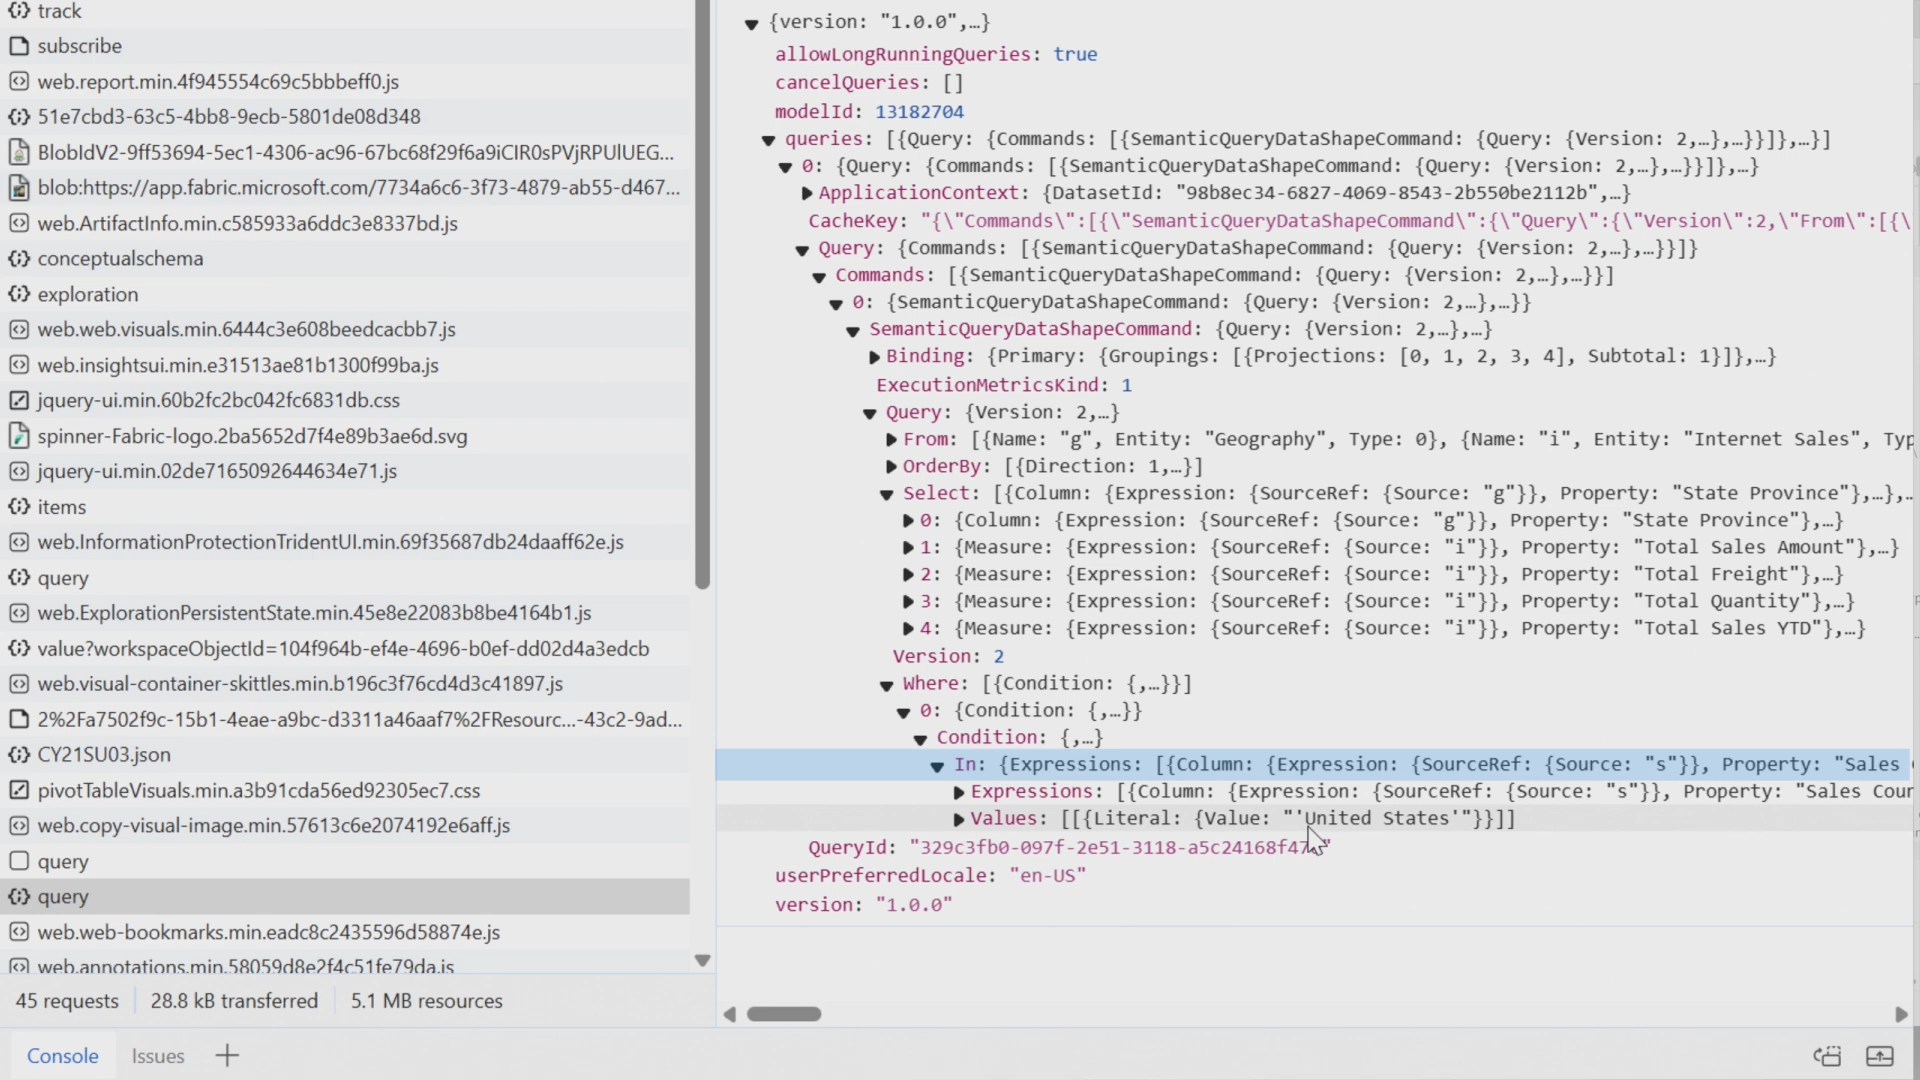 track
subscribe
web.report.min.4f945554c69c5bbbeff0.js
51e7cbd3-63c5-4bb8-9ecb-5801de08d348
BlobIdV2-9ff53694-5ec1-4306-ac96-67bc68f29f6a9iCIR0sPVjRPUlUEG...
blob:https://app.fabric.microsoft.com/7734a6c6-3f73-4879-ab55-d467...
web.ArtifactInfo.min.c585933a6ddc3e8337bd.js
conceptualschema
exploration
web.web.visuals.min.6444c3e608beedcacbb7.js
web.insightsui.min.e31513ae81b1300f99ba.js
jquery-ui.min.60b2fc2bc042fc6831db.css
spinner-Fabric-logo.2ba5652d7f4e89b3ae6d.svg
jquery-ui.min.02de7165092644634e71.js
items
web.InformationProtectionTridentUI.min.69f35687db24daaff62e.js
query
web.ExplorationPersistentState.min.45e8e22083b8be4164b1.js
value?workspaceObjectId=104f964b-ef4e-4696-b0ef-dd02d4a3edcb
web.visual-container-skittles.min.b196c3f76cd4d3c41897.js
2%2Fa7502f9c-15b1-4eae-a9bc-d3311a46aaf7%2FResourc...-43c2-9ad...
CY21SU03.json
pivotTableVisuals.min.a3b91cda56ed92305ec7.css
web.copy-visual-image.min.57613c6e2074192e6aff.js
query
query
web.web-bookmarks.min.eadc8c2435596d58874e.js
web.annotations.min.58059d8e2f4c51fe79da.js
45 requests 28.8 kB transferred 5.1 MB resources
{version: "1.0.0",…}
allowLongRunningQueries: true
cancelQueries: []
modelId: 13182704
queries: [{Query: {Commands: [{SemanticQueryDataShapeCommand: {Query: {Version: 2,…},…}}]},…}]
0: {Query: {Commands: [{SemanticQueryDataShapeCommand: {Query: {Version: 2,…},…}}]},…}
ApplicationContext: {DatasetId: "98b8ec34-6827-4069-8543-2b550be2112b",…}
CacheKey: "{\"Commands\":[{\"SemanticQueryDataShapeCommand\":{\"Query\":{\"Version\":2,\"From\":[{\
Query: {Commands: [{SemanticQueryDataShapeCommand: {Query: {Version: 2,…},…}}]}
Commands: [{SemanticQueryDataShapeCommand: {Query: {Version: 2,…},…}}]
0: {SemanticQueryDataShapeCommand: {Query: {Version: 2,…},…}}
SemanticQueryDataShapeCommand: {Query: {Version: 2,…},…}
Binding: {Primary: {Groupings: [{Projections: [0, 1, 2, 3, 4], Subtotal: 1}]},…}
ExecutionMetricsKind: 1
Query: {Version: 2,…}
From: [{Name: "g", Entity: "Geography", Type: 0}, {Name: "i", Entity: "Internet Sales", Typ
OrderBy: [{Direction: 1,…}]
Select: [{Column: {Expression: {SourceRef: {Source: "g"}}, Property: "State Province"},…},…
0: {Column: {Expression: {SourceRef: {Source: "g"}}, Property: "State Province"},…}
1: {Measure: {Expression: {SourceRef: {Source: "i"}}, Property: "Total Sales Amount"},…}
2: {Measure: {Expression: {SourceRef: {Source: "i"}}, Property: "Total Freight"},…}
3: {Measure: {Expression: {SourceRef: {Source: "i"}}, Property: "Total Quantity"},…}
4: {Measure: {Expression: {SourceRef: {Source: "i"}}, Property: "Total Sales YTD"},…}
Version: 2
Where: [{Condition: {,…}}]
0: {Condition: {,…}}
Condition: {,…}
In: {Expressions: [{Column: {Expression: {SourceRef: {Source: "s"}}, Property: "Sales
Expressions: [{Column: {Expression: {SourceRef: {Source: "s"}}, Property: "Sales Coun
Values: [[{Literal: {Value: "'United States'"}}]]
QueryId:
userPreferredLocale: "en-US"
version: "1.0.0"
Console Issues